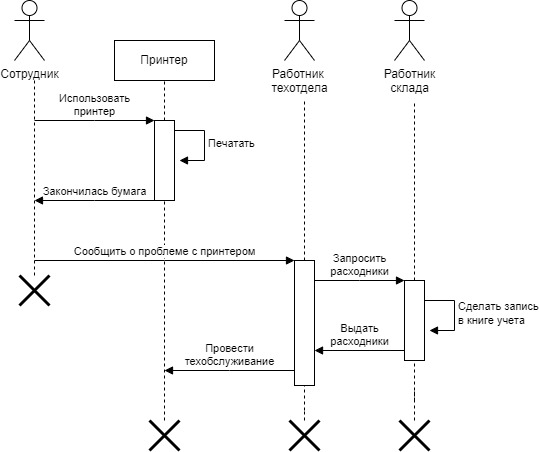 Сотрудник
Принтер
Работник
техотдела
Работник
склада
Использовать
принтер
Печатать
Закончилась бумага
Сообщить о проблеме с принтером
Запросить
расходники
Сделать запись
в книге учета
Выдать
расходники
Провести
техобслуживание